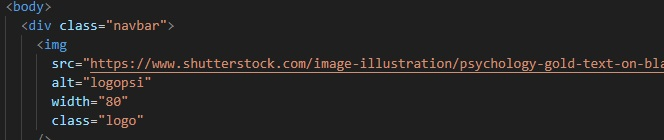 <body>
<div class="navbar">
<img
src="https://www.shutterstock.com/image-illustration/psychology-gold-text-on-bla
alt="logopsi"
width="80"
class="logo"
/>